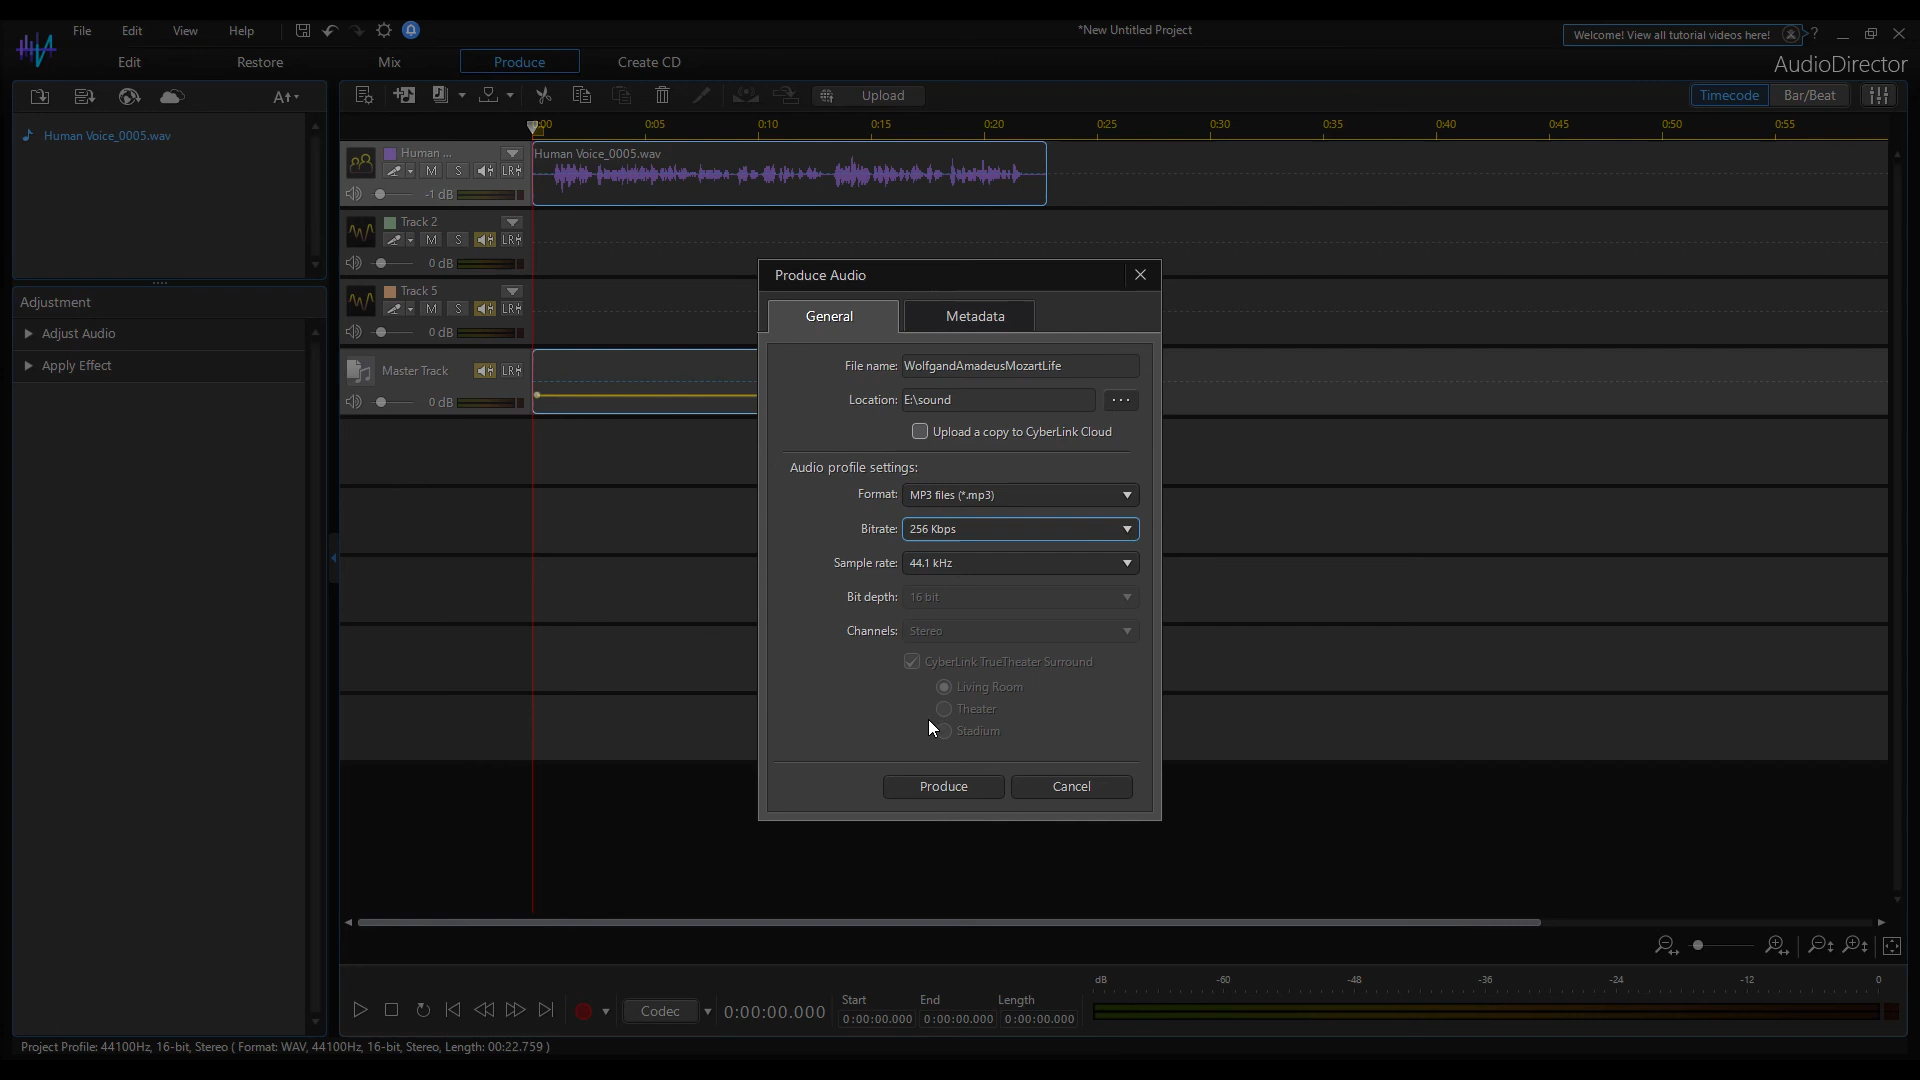 File Edit View Help
*New Untitled Project
Welcome! View all tutorial videos here! ?
Edit Restore Mix Produce Create CD
AudioDirector
Upload
Timecode Bar/Beat
0:05 0:10 0:15 0:20 0:25 0:30 0:35 0:40 0:45 0:50 0:55
Human Voice_0005.wav
Human ...
M S LR
-1 dB
Human Voice_0005.wav
Track 2
M S LR
0 dB
Track 5
M S LR
0 dB
Master Track LR
0 dB
Adjustment
Adjust Audio
Apply Effect
Produce Audio
General Metadata
File name: WolfgandAmadeusMozartLife
Location: E:\sound ...
Upload a copy to CyberLink Cloud
Audio profile settings:
Format: MP3 files (*.mp3)
Bitrate: 256 Kbps
Sample rate: 44.1 kHz
Bit depth: 16 bit
Channels: Stereo
CyberLink TrueTheater Surround
Living Room
Theater
Stadium
Produce Cancel
Codec
0:00:00.000
Start End Length
0:00:00.000 0:00:00.000 0:00:00.000
dB -60 -48 -36 -24 -12 0
Project Profile: 44100Hz, 16-bit, Stereo ( Format: WAV, 44100Hz, 16-bit, Stereo, Length: 00:22.759 )